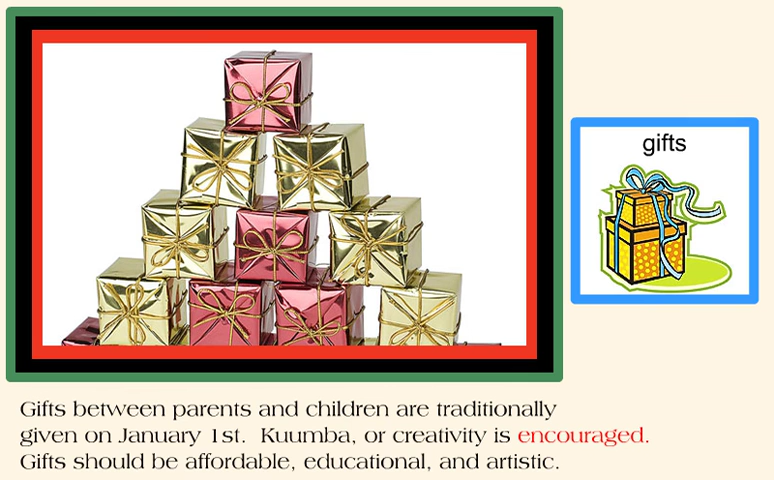 gifts
Gifts between parents and children are traditionally
given on January 1st.  Kuumba, or creativity is encouraged.
Gifts should be affordable, educational, and artistic.